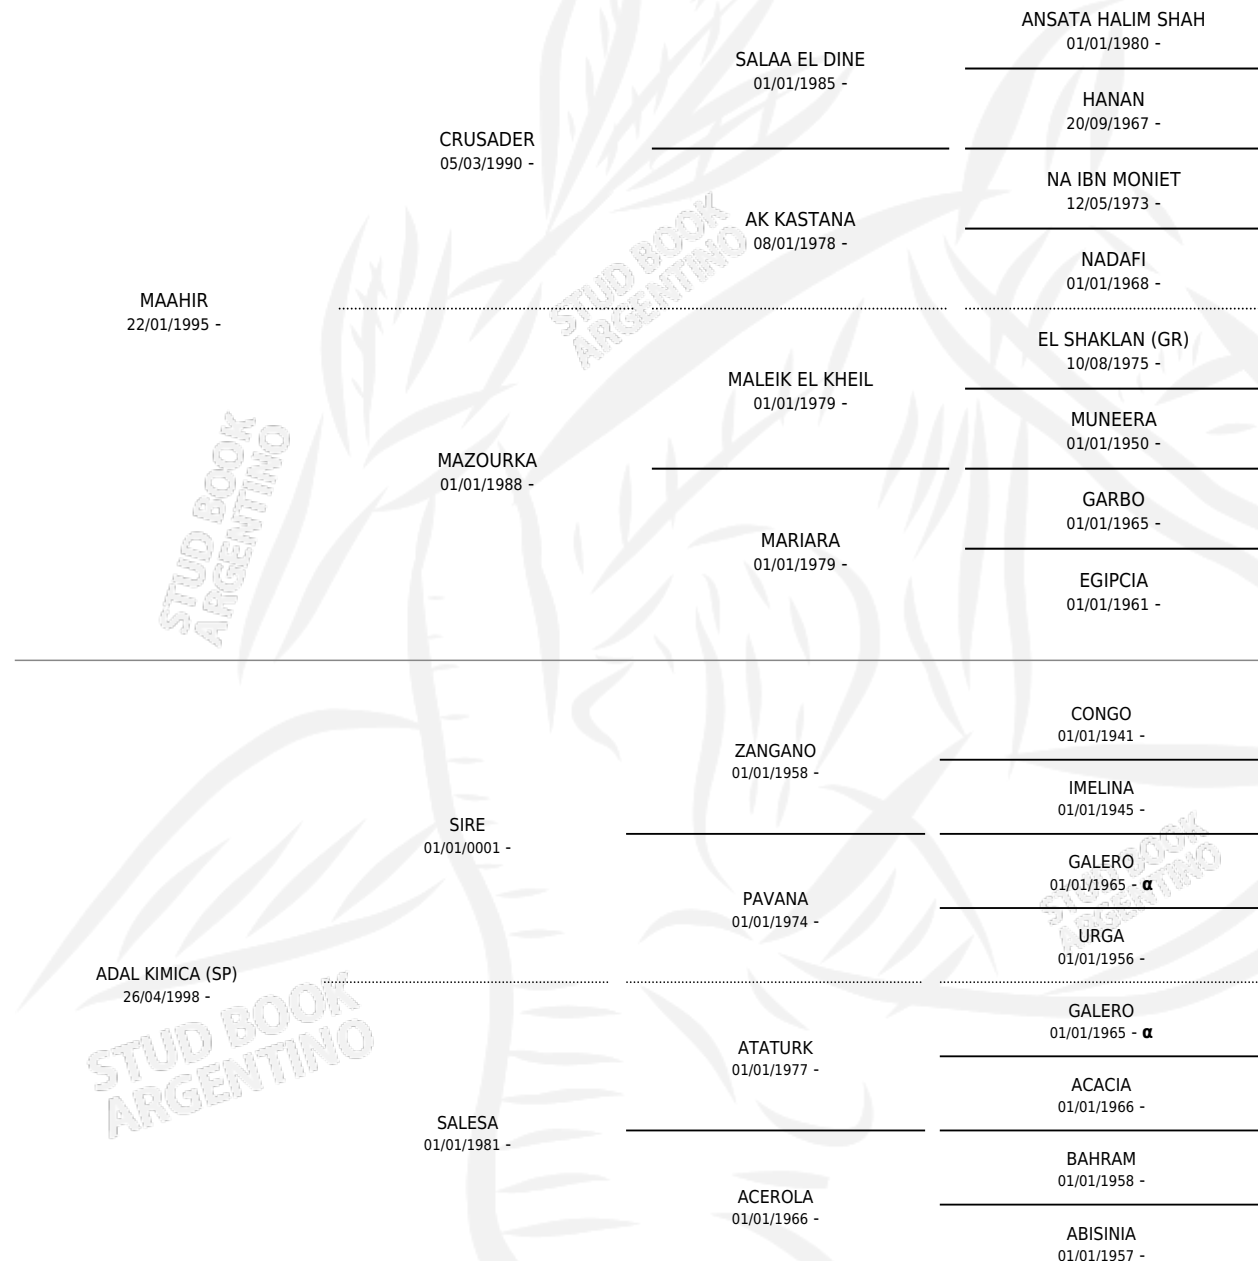 ANSATA HALIM SHAH
01/01/1980 -
SALAA EL DINE
01/01/1985 -
HANAN
20/09/1967 -
CRUSADER
05/03/1990 -
NA IBN MONIET
12/05/1973 -
AK KASTANA
08/01/1978 -
NADAFI
01/01/1968 -
MAAHIR
22/01/1995 -
EL SHAKLAN (GR)
10/08/1975 -
MALEIK EL KHEIL
01/01/1979 -
MUNEERA
01/01/1950 -
MAZOURKA
01/01/1988 -
GARBO
01/01/1965 -
MARIARA
01/01/1979 -
EGIPCIA
01/01/1961 -
CONGO
01/01/1941 -
ZANGANO
01/01/1958 -
IMELINA
01/01/1945 -
SIRE
01/01/0001 -
GALERO
01/01/1965 - α
PAVANA
01/01/1974 -
URGA
01/01/1956 -
ADAL KIMICA (SP)
26/04/1998 -
GALERO
01/01/1965 - α
ATATURK
01/01/1977 -
ACACIA
01/01/1966 -
SALESA
01/01/1981 -
BAHRAM
01/01/1958 -
ACEROLA
01/01/1966 -
ABISINIA
01/01/1957 -
STUD BOOK
ARGENTINO
STUD BOOK
ARGENTINO
STUD BOOK
ARGENTINO
STUD BOOK
ARGENTINO